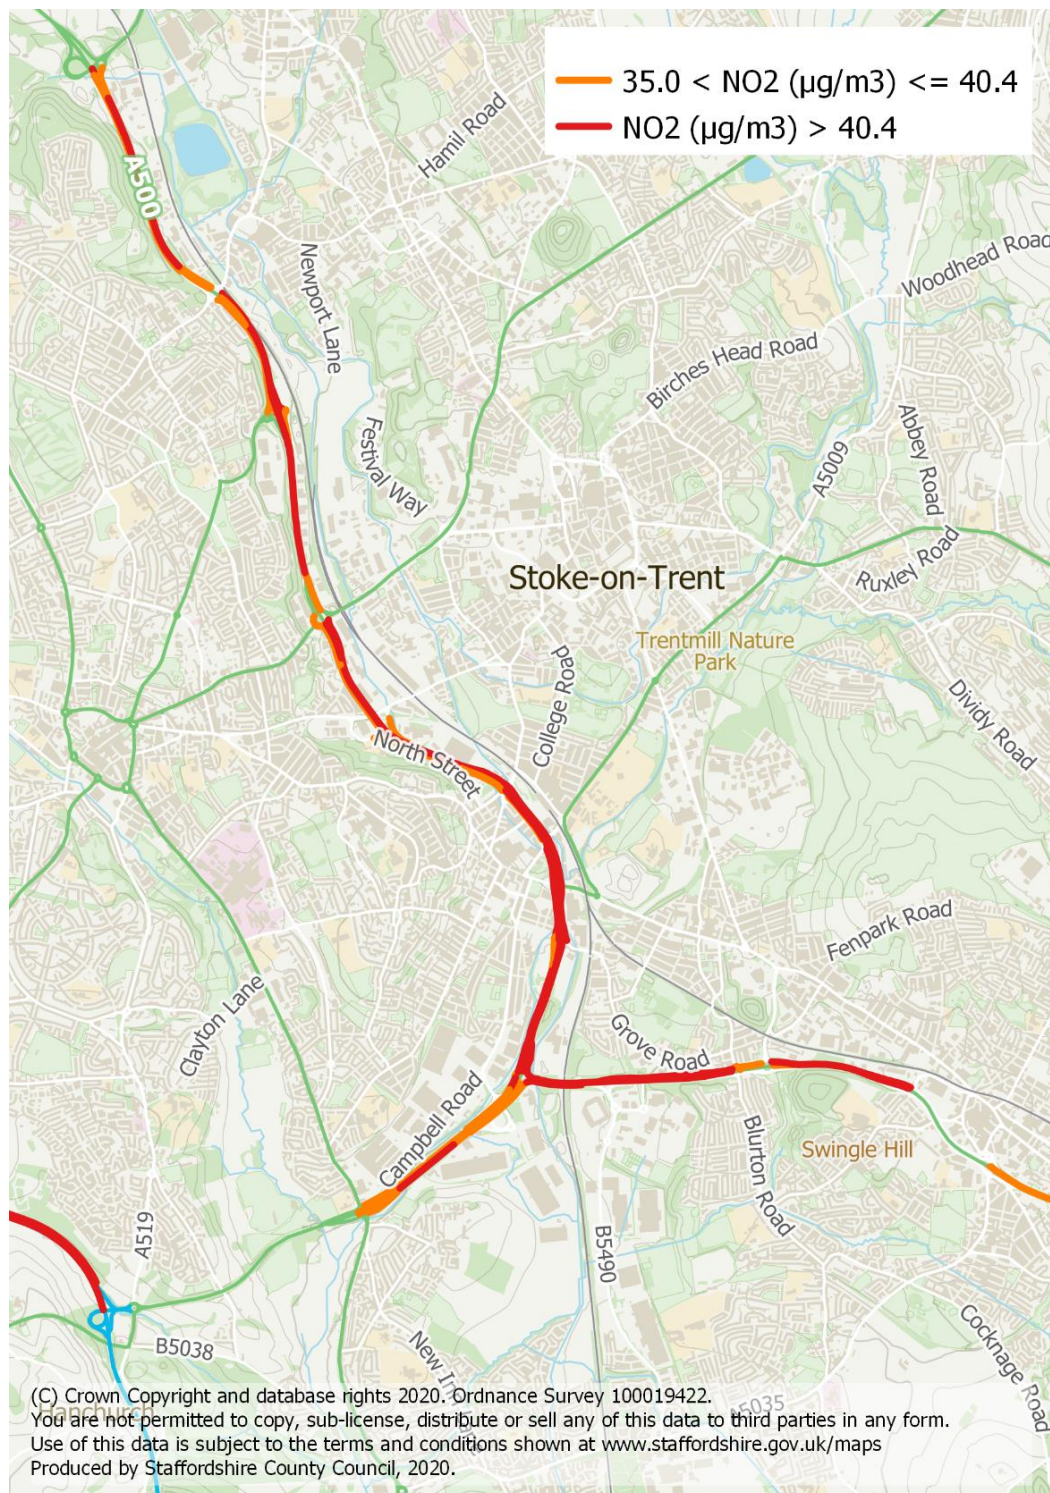 35.0 < NO2 (µg/m3) <= 40.4
NO2 (µg/m3) > 40.4
Hamil Road
A500
Newport Lane
Woodhead Road
Birches Head Road
Abbey Road
A5009
Festival Way
Ruxley Road
Stoke-on-Trent
Trentmill Nature
Park
College Road
Dividy Road
North Street
Fenpark Road
Clayton Lane
Grove Road
Campbell Road
Blurton Road
Swingle Hill
A519
B5490
B5038
Cocknage Road
A5035
Hanchurch
(C) Crown Copyright and database rights 2020. Ordnance Survey 100019422.
You are not permitted to copy, sub-license, distribute or sell any of this data to third parties in any form.
Use of this data is subject to the terms and conditions shown at www.staffordshire.gov.uk/maps
Produced by Staffordshire County Council, 2020.